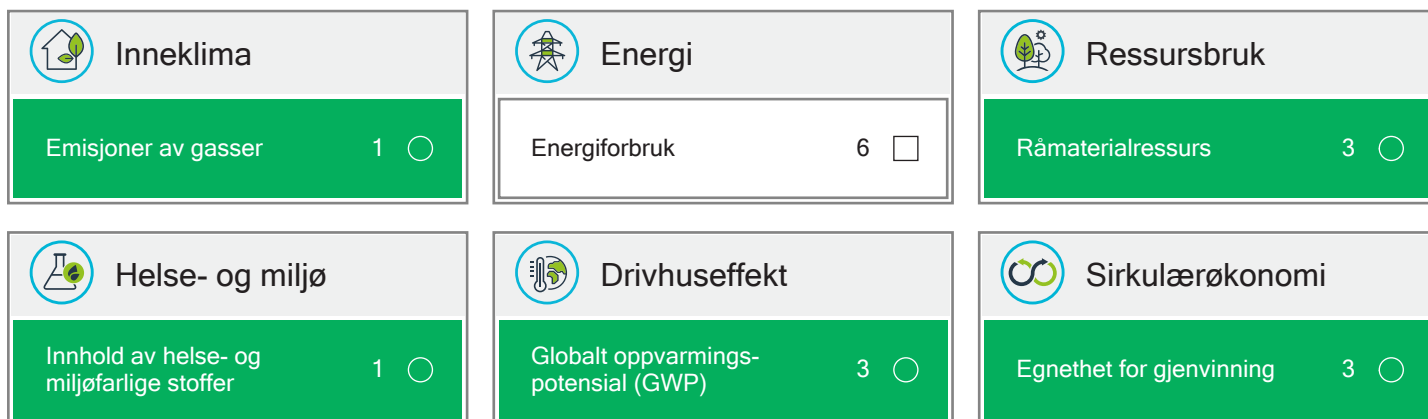 Inneklima
Emisjoner av gasser 1
Energi
Energiforbruk 6
Ressursbruk
Råmaterialressurs 3
Helse- og miljø
Innhold av helse- og
miljøfarlige stoffer 1
Drivhuseffekt
Globalt oppvarmings-
potensial (GWP) 3
Sirkulærøkonomi
Egnethet for gjenvinning 3